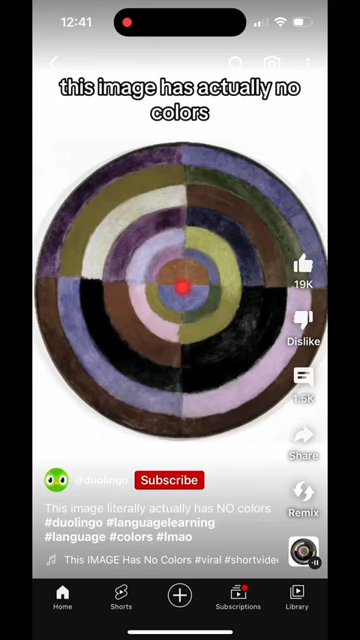 12:41
this image has actually no
colors
19K
Dislike
1.5K
Share
Remix
@duolingo
Subscribe
This image literally actually has NO colors
#duolingo #languagelearning
#language #colors #lmao
This IMAGE Has No Colors #viral #shortvide
Home
Shorts
Subscriptions
Library